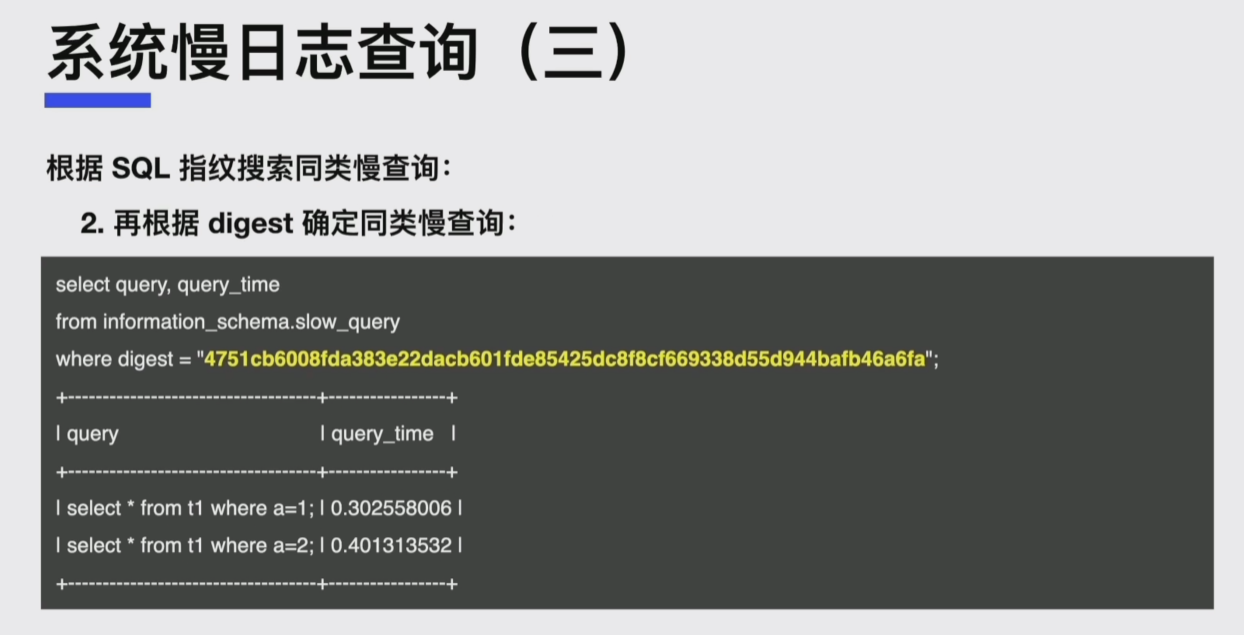 系统慢日志查询（三）
根据 SQL 指纹搜索同类慢查询：
2. 再根据 digest 确定同类慢查询：
select query, query_time
from information_schema.slow_query
where digest = "4751cb6008fda383e22dacb601fde85425dc8f8cf669338d55d944bafb46a6fa";
+------------------------------------+-----------------+
| query | query_time |
+------------------------------------+-----------------+
| select * from t1 where a=1; | 0.302558006 |
| select * from t1 where a=2; | 0.401313532 |
+------------------------------------+-----------------+